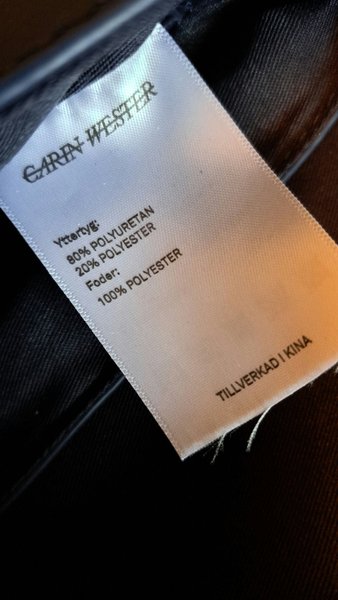 CARIN WESTER
Yttertyg:
80% POLYURETAN
20% POLYESTER
Foder:
100% POLYESTER
TILLVERKAD I KINA